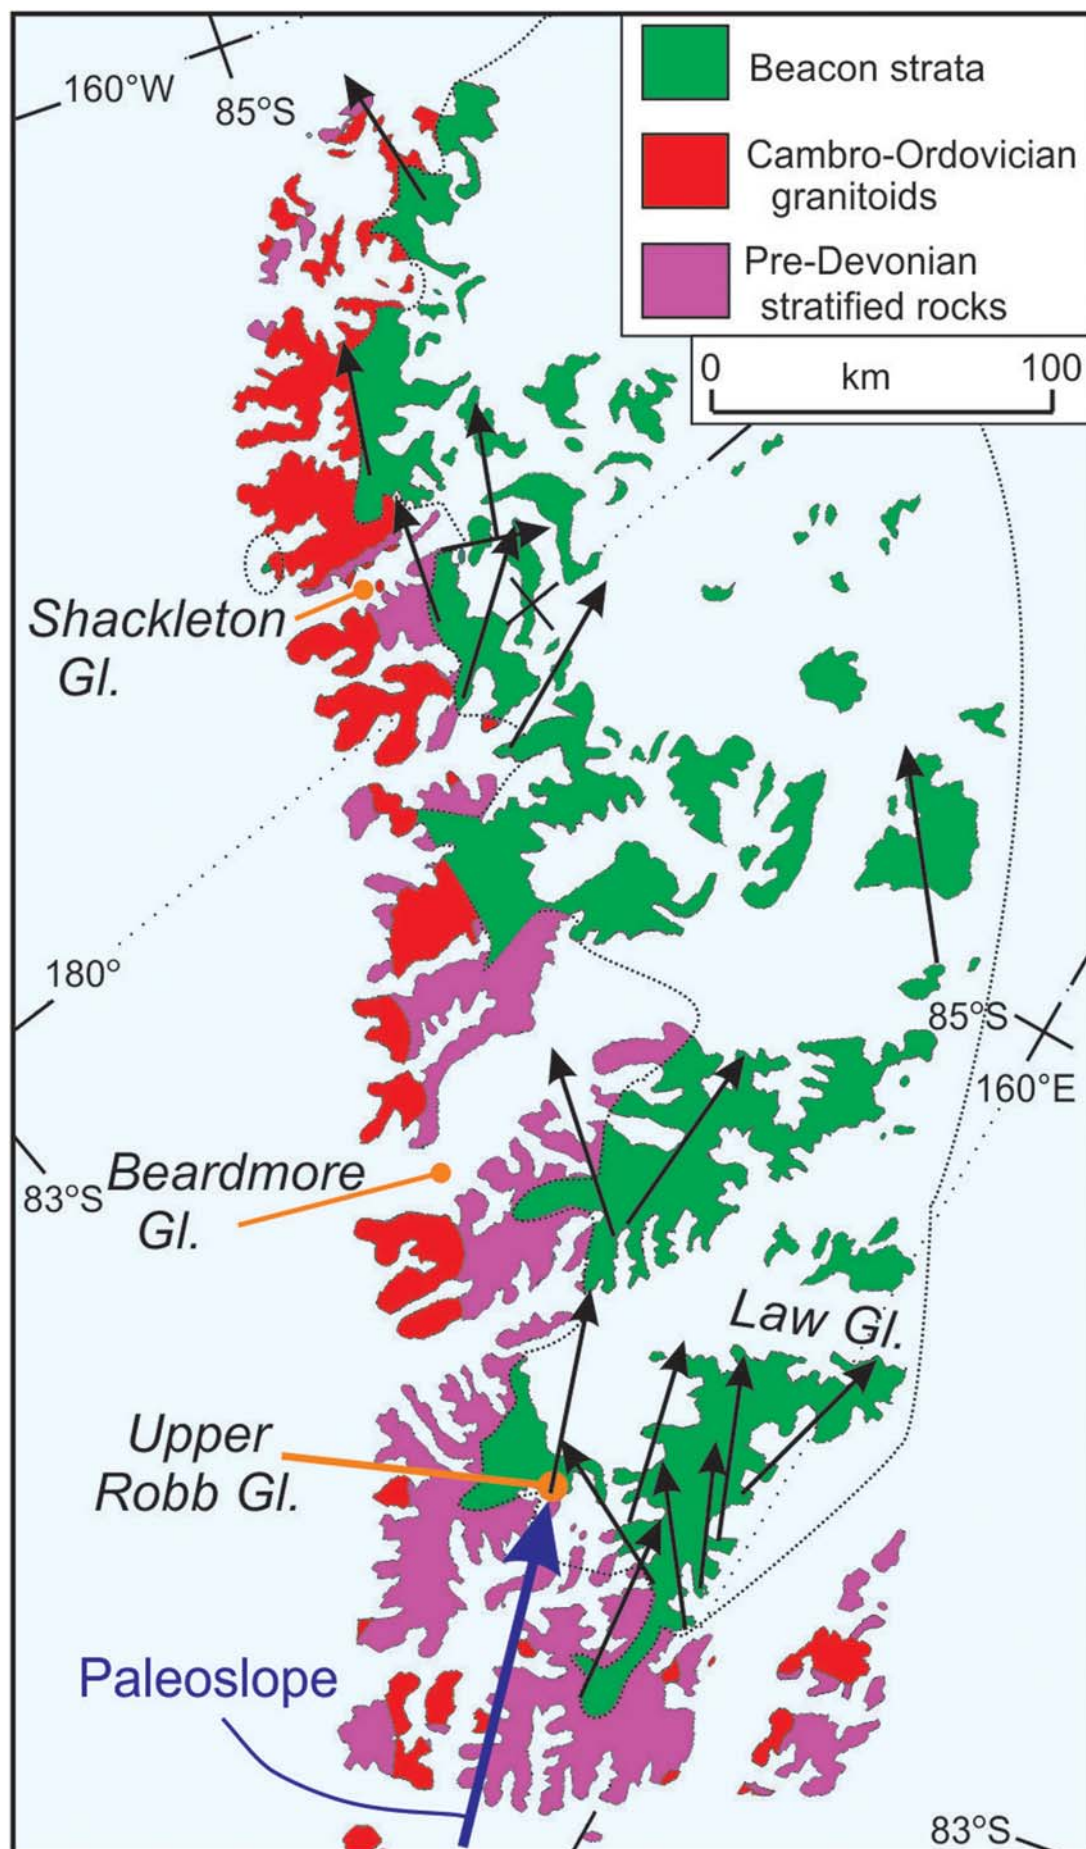 Beacon strata
Cambro-Ordovician
granitoids
Pre-Devonian
stratified rocks
0 km 100
160°W
85°S
Shackleton
Gl.
180°
85°S
160°E
83°S
Beardmore
Gl.
Law Gl.
Upper
Robb Gl.
Paleoslope
83°S